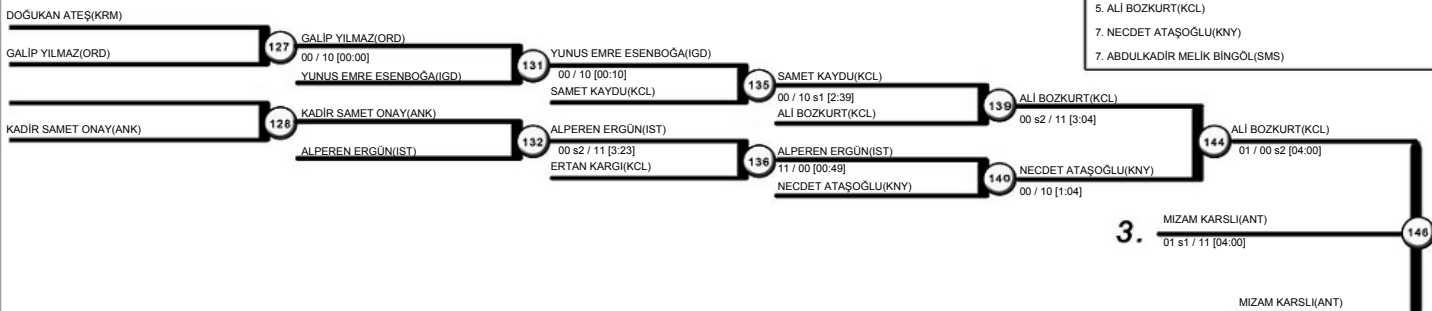 5. ALİ BOZKURT(KCL)
7. NECDET ATAŞOĞLU(KNY)
7. ABDULKADİR MELİK BİNGÖL(SMS)
DOĞUKAN ATEŞ(KRM)
GALİP YILMAZ(ORD)
127
GALİP YILMAZ(ORD)
00 / 10 [00:00]
YUNUS EMRE ESENBOĞA(IGD)
131
YUNUS EMRE ESENBOĞA(IGD)
00 / 10 [00:10]
SAMET KAYDU(KCL)
135
SAMET KAYDU(KCL)
00 / 10 s1 [2:39]
ALİ BOZKURT(KCL)
139
ALİ BOZKURT(KCL)
00 s2 / 11 [3:04]
KADİR SAMET ONAY(ANK)
128
KADİR SAMET ONAY(ANK)
ALPEREN ERGÜN(IST)
132
ALPEREN ERGÜN(IST)
00 s2 / 11 [3:23]
ERTAN KARGI(KCL)
136
ALPEREN ERGÜN(IST)
11 / 00 [00:49]
NECDET ATAŞOĞLU(KNY)
140
NECDET ATAŞOĞLU(KNY)
00 / 10 [1:04]
144
ALİ BOZKURT(KCL)
01 / 00 s2 [04:00]
3.
MIZAM KARSLI(ANT)
01 s1 / 11 [04:00]
146
MIZAM KARSLI(ANT)